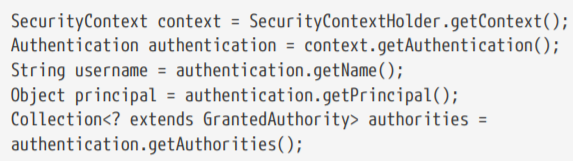 SecurityContext context = SecurityContextHolder.getContext();
Authentication authentication = context.getAuthentication();
String username = authentication.getName();
Object principal = authentication.getPrincipal();
Collection<? extends GrantedAuthority> authorities =
authentication.getAuthorities();